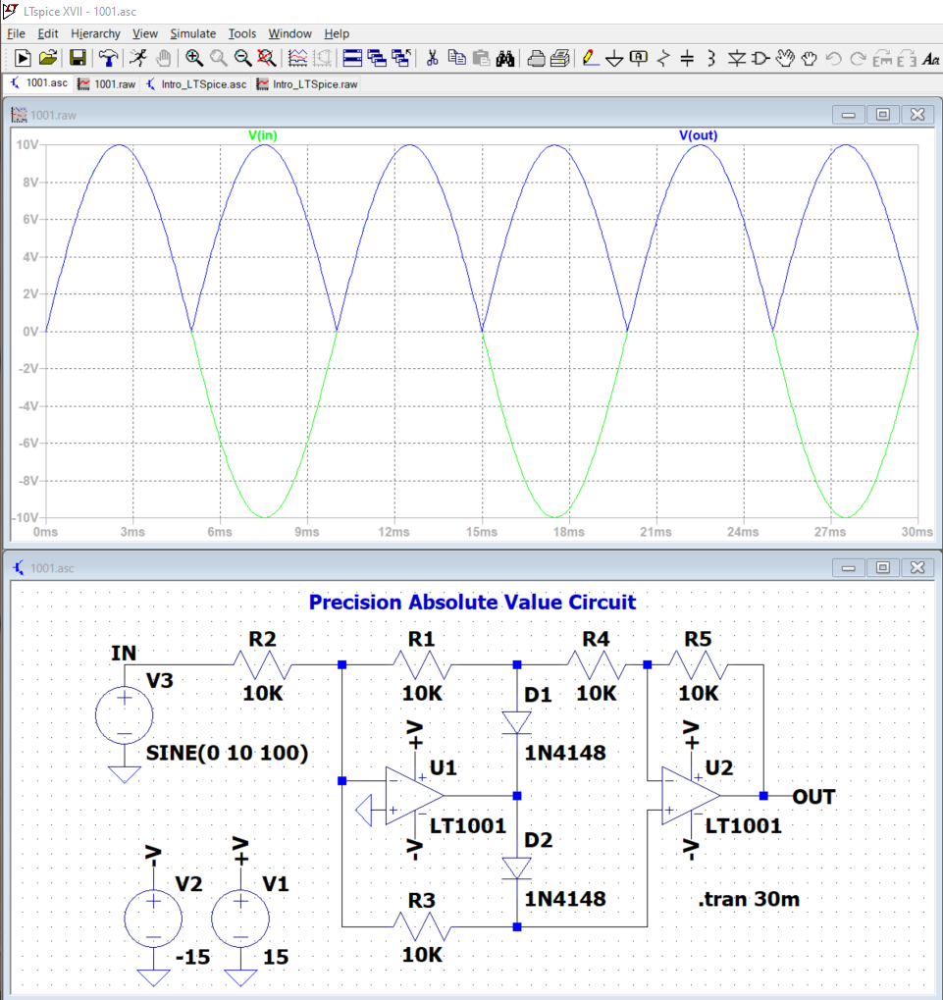 LTspice XVII - 1001.asc
File Edit Hierarchy View Simulate Tools Window Help
1001.asc 1001.raw Intro_LTSpice.asc Intro_LTSpice.raw
1001.raw
V(in) V(out)
10V
8V
6V
4V
2V
0V
-2V
-4V
-6V
-8V
-10V
0ms 3ms 6ms 9ms 12ms 15ms 18ms 21ms 24ms 27ms 30ms
1001.asc
Precision Absolute Value Circuit
R2 R1 R4 R5
IN
V3
10K 10K 10K 10K
D1
+V +V
SINE(0 10 100) 1N4148
U1 U2
OUT
LT1001 LT1001
-V -V
D2
-V +V
V2 V1
R3 1N4148 .tran 30m
-15 15 10K